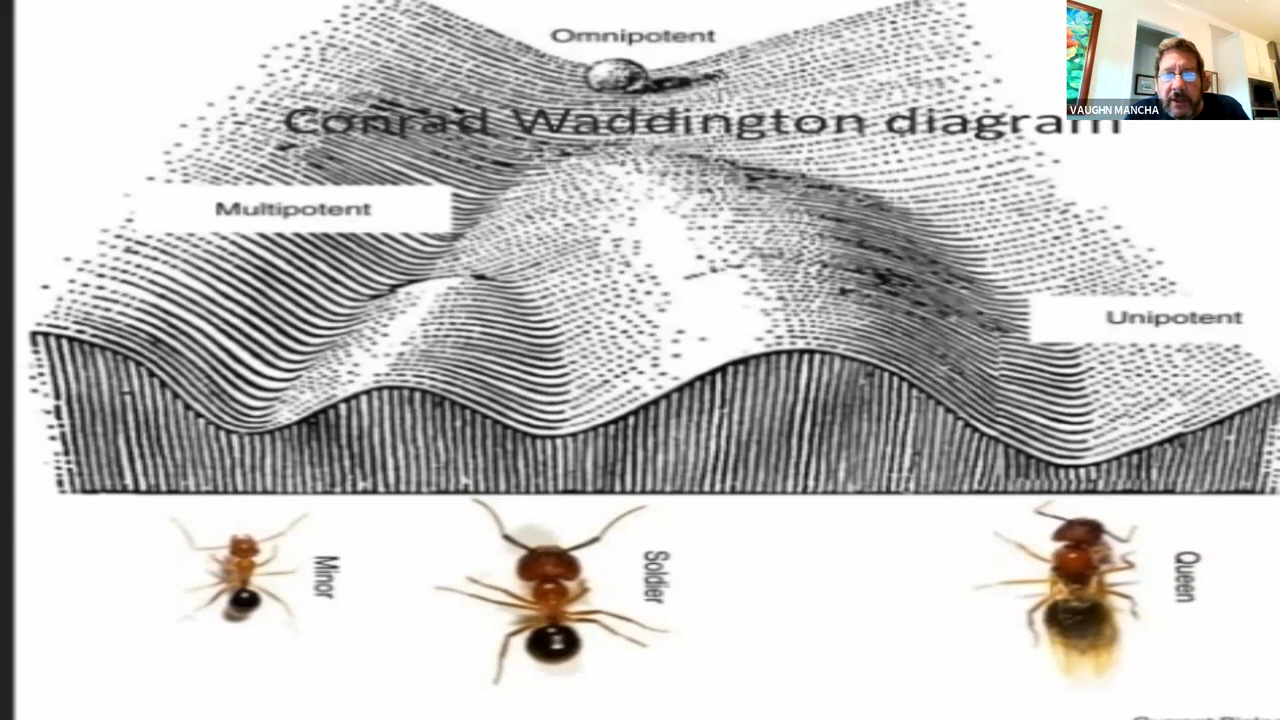 Omnipotent
Conrad Waddington diagram
VAUGHN MANCHA
Multipotent
Unipotent
Minor
Soldier
Queen